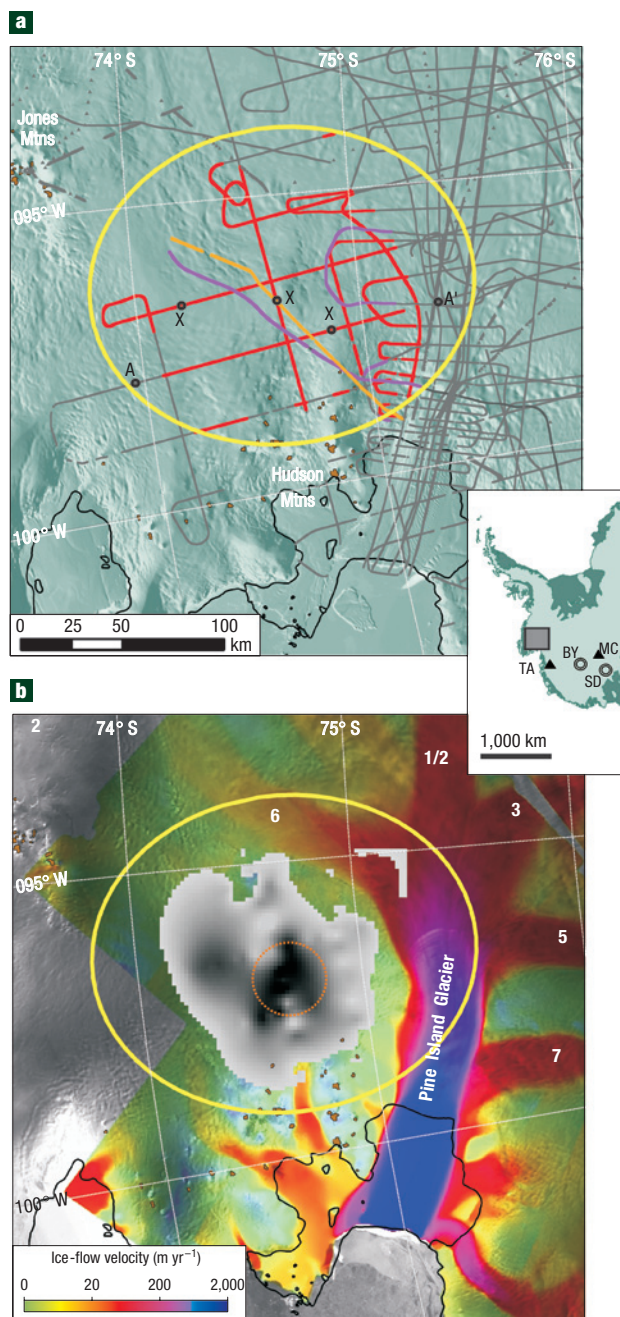 a
74° S
75° S
76° S
Jones
Mtns
095° W
X
X
X
A'
A
Hudson
Mtns
100° W
0 25 50 100
km
BY
MC
TA
SD
1,000 km
b
2
74° S
75° S
1/2
3
6
095° W
5
7
Pine Island Glacier
100° W
Ice-flow velocity (m yr⁻¹)
0 20 200 2,000